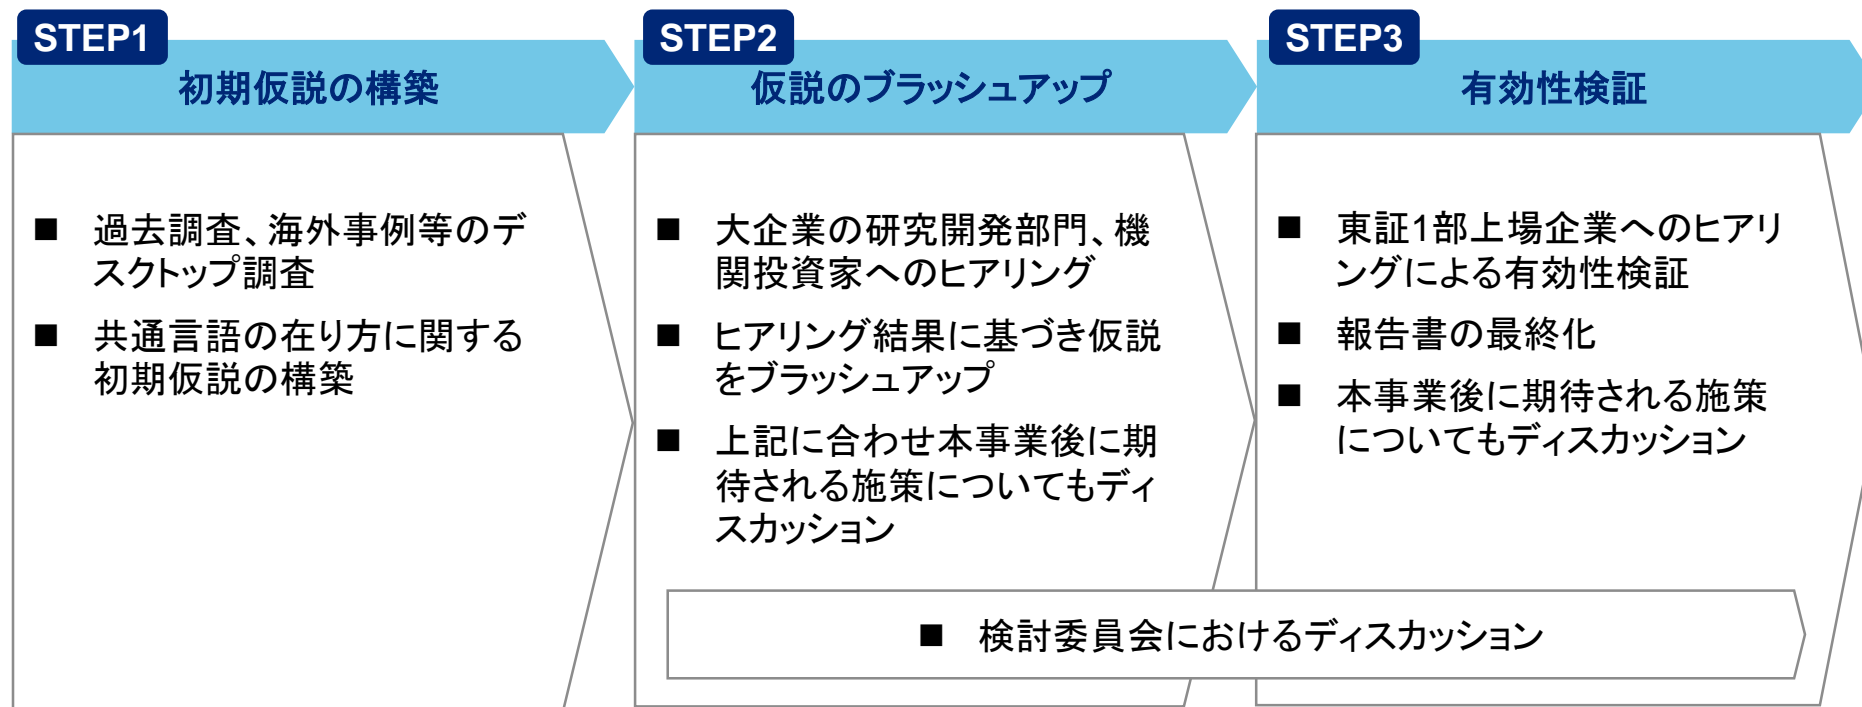 STEP1
初期仮説の構築
■ 過去調査、海外事例等のデ
スクトップ調査
■ 共通言語の在り方に関する
初期仮説の構築
STEP2
仮説のブラッシュアップ
■ 大企業の研究開発部門、機
関投資家へのヒアリング
■ ヒアリング結果に基づき仮説
をブラッシュアップ
■ 上記に合わせ本事業後に期
待される施策についてもディ
スカッション
STEP3
有効性検証
■ 東証1部上場企業へのヒアリ
ングによる有効性検証
■ 報告書の最終化
■ 本事業後に期待される施策
についてもディスカッション
■ 検討委員会におけるディスカッション